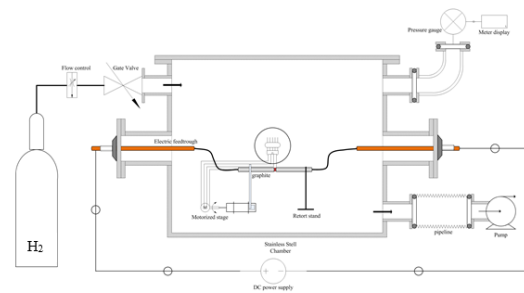 Pressure gauge
Meter display
Flow control
Gate Valve
Electric feedtrough
graphite
Motorized stage
Retort stand
H2
pipeline
Pump
Stainless Stell
Chamber
DC power supply